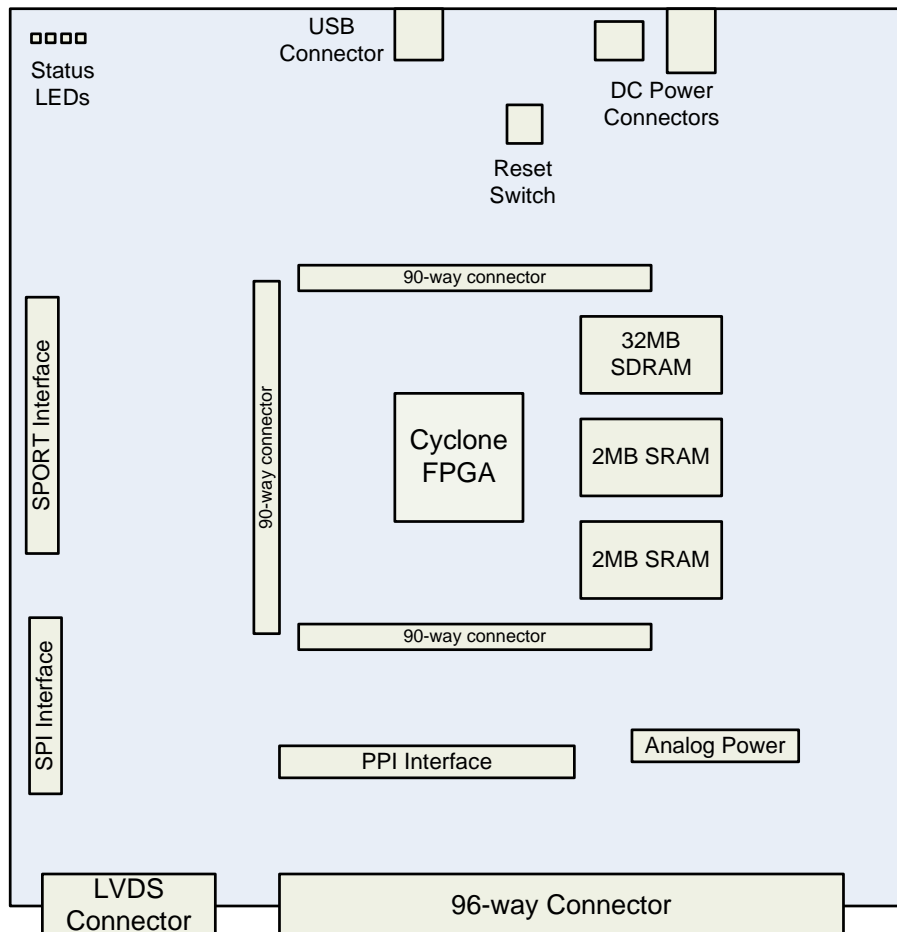 USB
Connector
Status
LEDs
DC Power
Connectors
Reset
Switch
90-way connector
32MB
SDRAM
SPORT Interface
90-way connector
Cyclone
FPGA
2MB SRAM
2MB SRAM
90-way connector
SPI Interface
Analog Power
PPI Interface
LVDS
Connector
96-way Connector